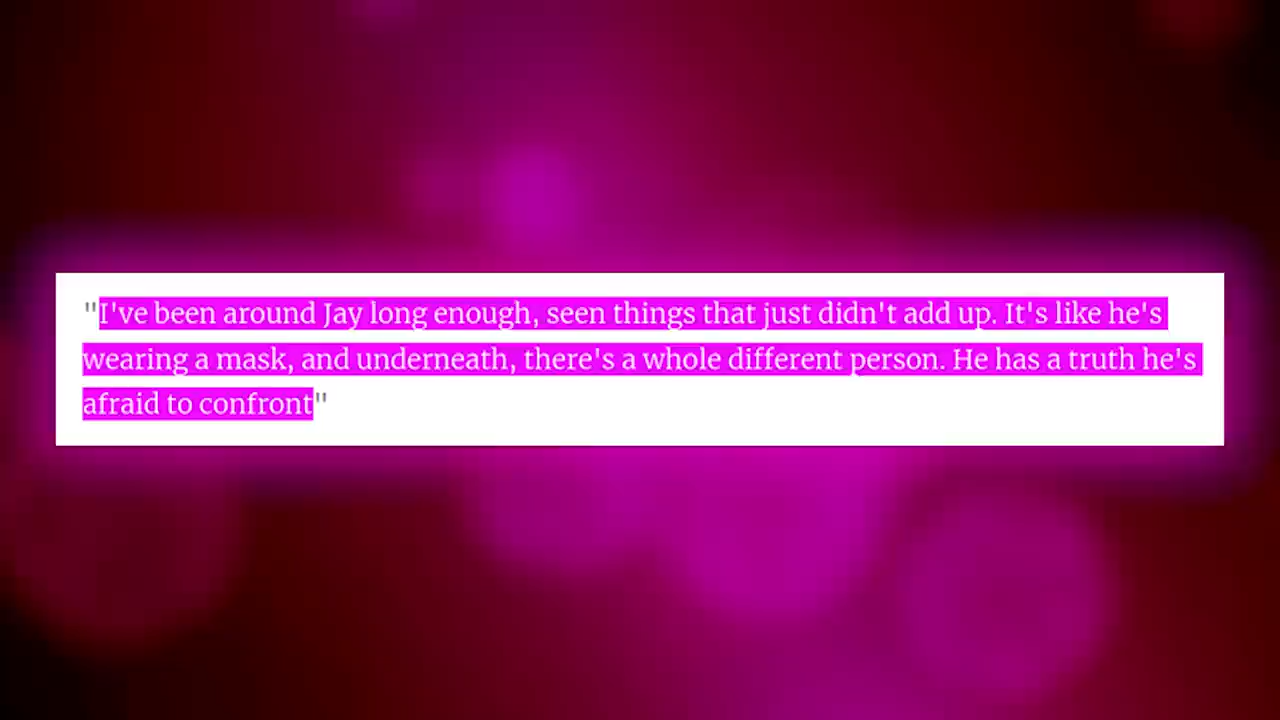 "I've been around Jay long enough, seen things that just didn't add up. It's like he's
wearing a mask, and underneath, there's a whole different person. He has a truth he's
afraid to confront"